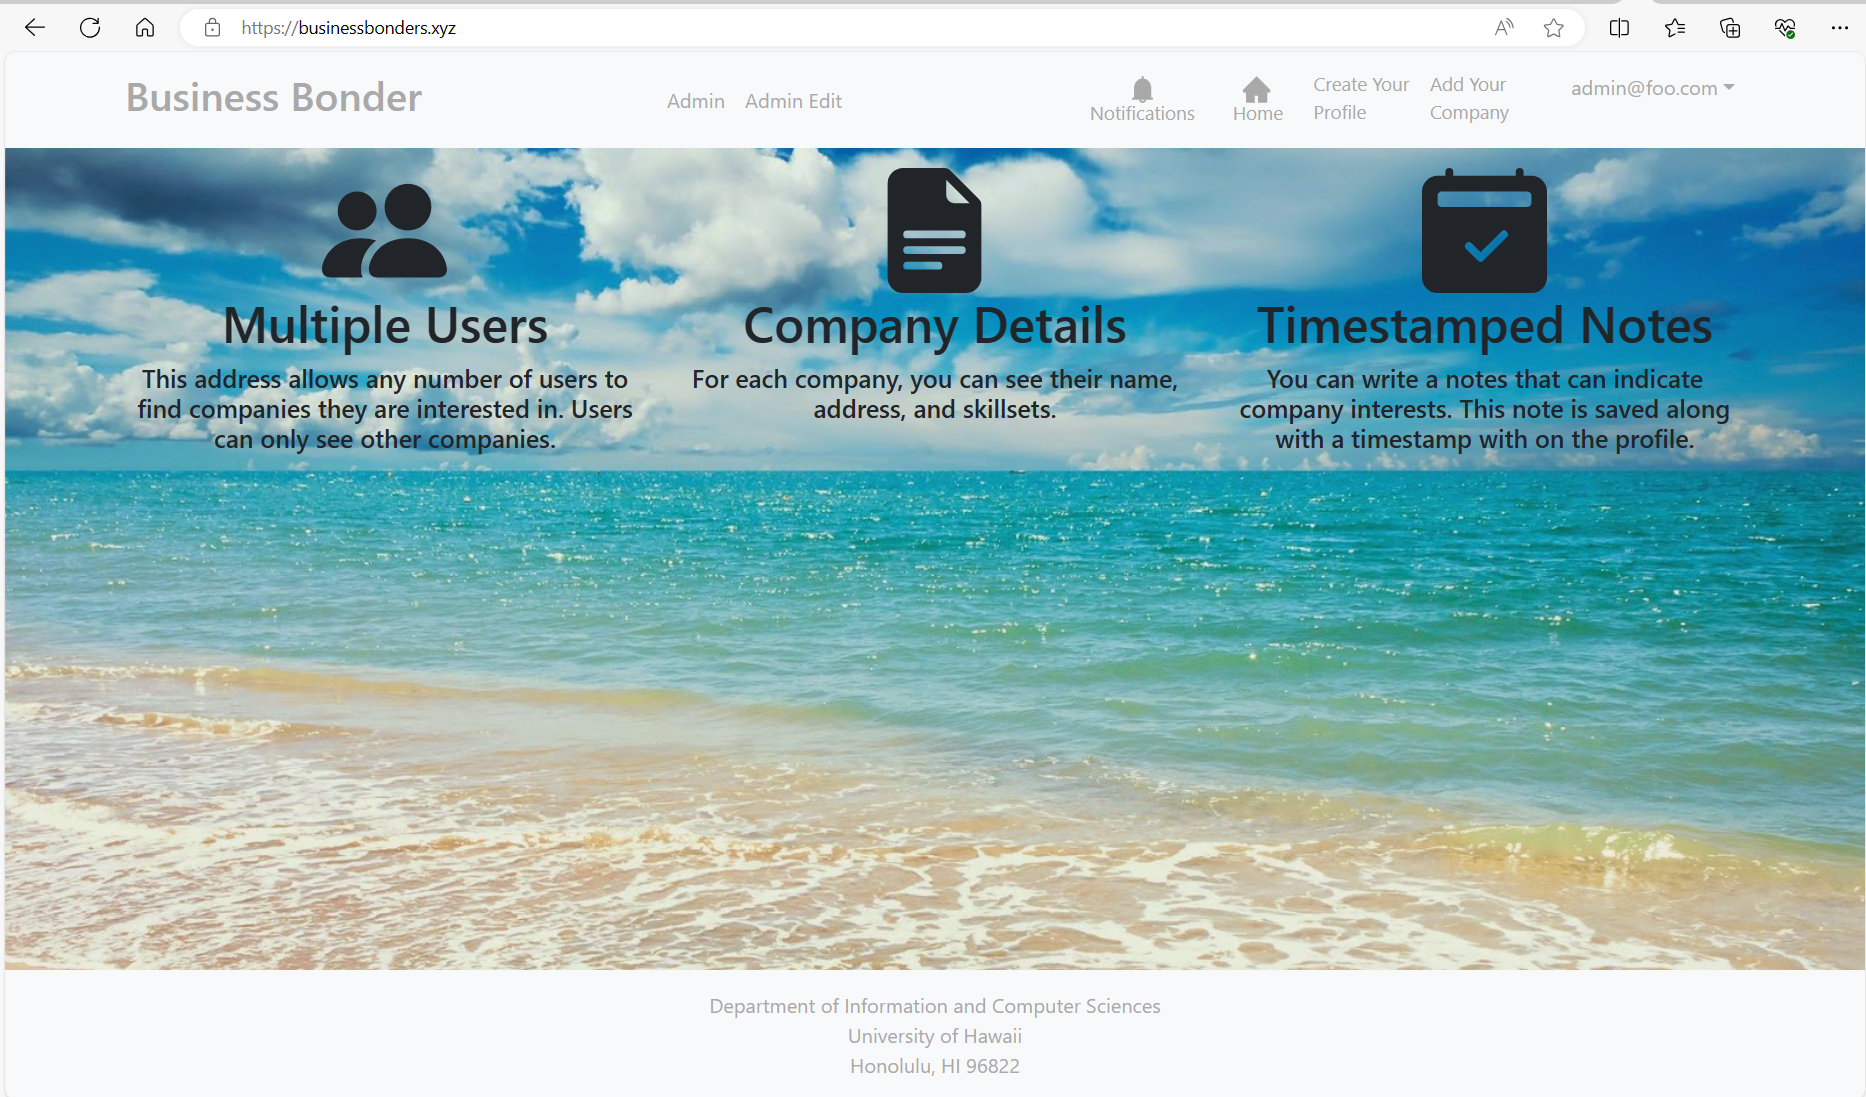 https://businessbonders.xyz
Business Bonder
Admin
Admin Edit
Notifications
Home
Create Your
Profile
Add Your
Company
admin@foo.com
Multiple Users
This address allows any number of users to
find companies they are interested in. Users
can only see other companies.
Company Details
For each company, you can see their name,
address, and skillsets.
Timestamped Notes
You can write a notes that can indicate
company interests. This note is saved along
with a timestamp with on the profile.
Department of Information and Computer Sciences
University of Hawaii
Honolulu, HI 96822